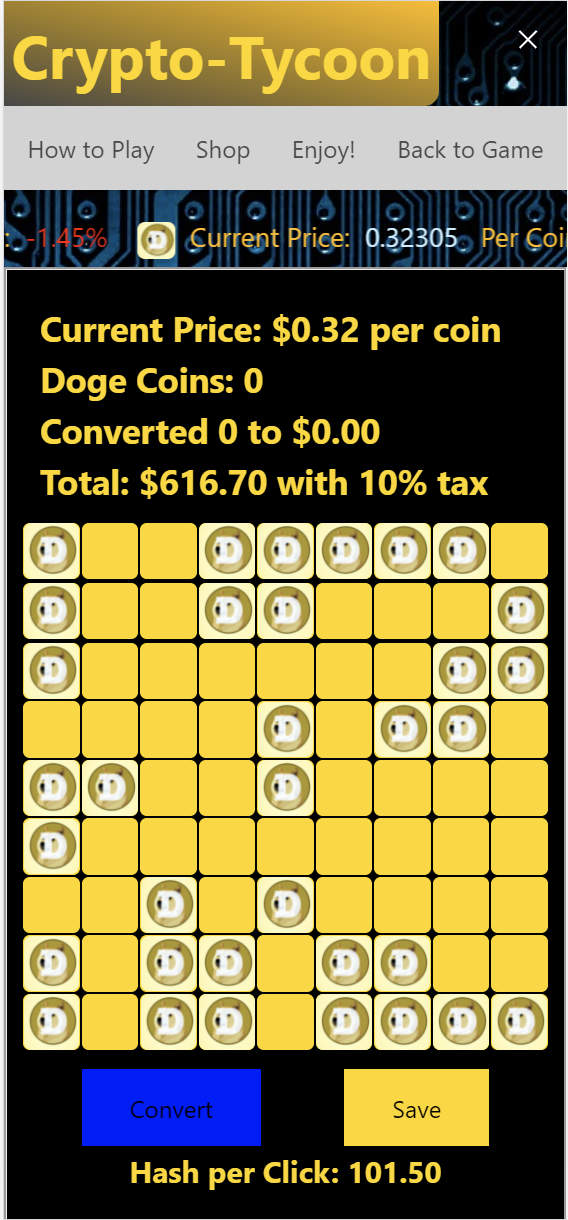 Crypto-Tycoon
How to Play Shop Enjoy! Back to Game
: -1.45% Current Price: 0.32305 Per Coi
Current Price: $0.32 per coin
Doge Coins: 0
Converted 0 to $0.00
Total: $616.70 with 10% tax
Convert Save
Hash per Click: 101.50